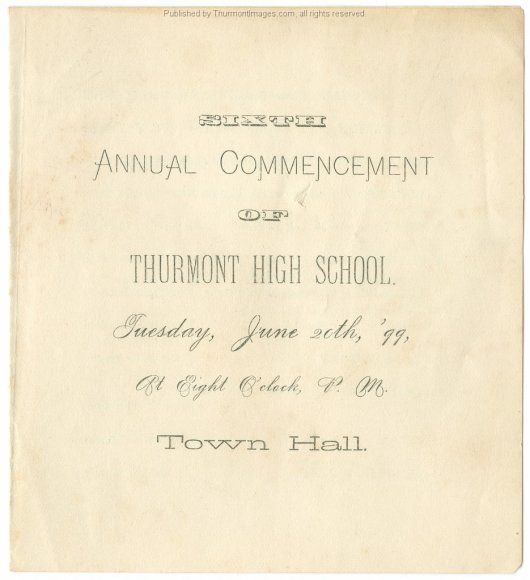 Published by ThurmontImages.com, all rights reserved
SIXTH
ANNUAL COMMENCEMENT
OF
THURMONT HIGH SCHOOL.
Tuesday, June 20th, '99,
At Eight O'clock, P. M.
Town Hall.